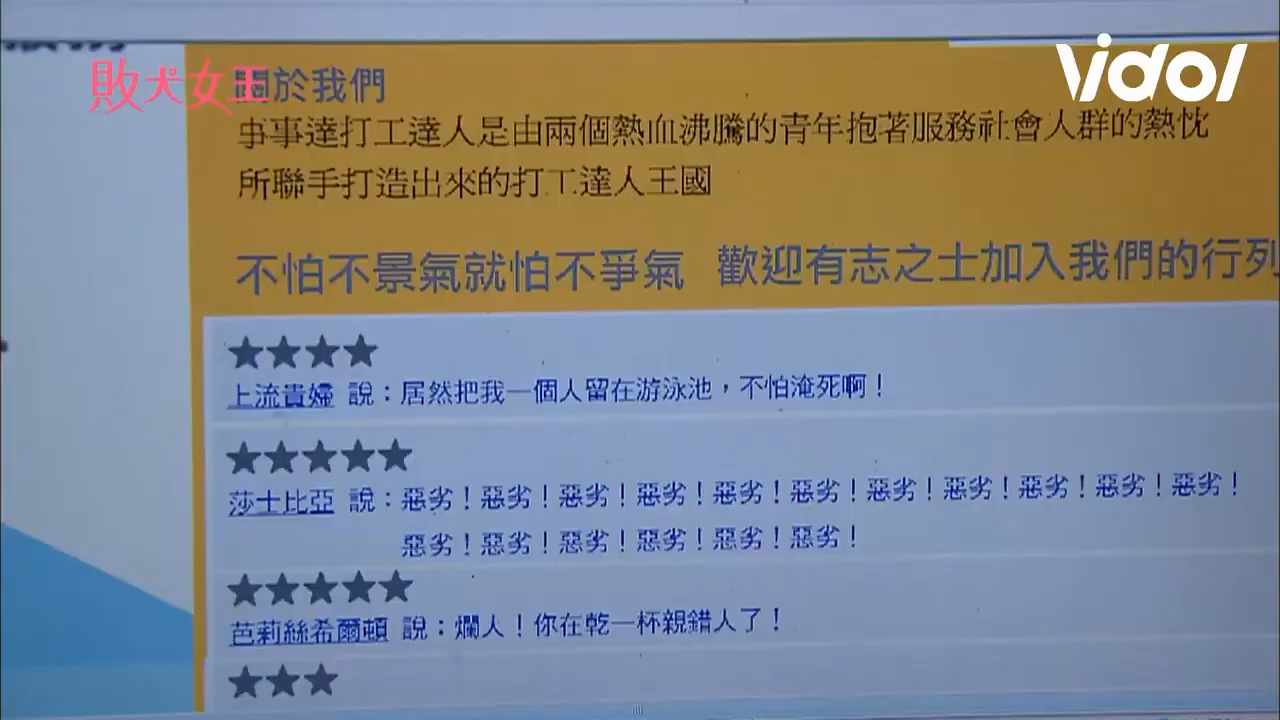 vidol
敗犬女王
關於我們
事事達打工達人是由兩個熱血沸騰的青年抱著服務社會人群的熱忱
所聯手打造出來的打工達人王國
不怕不景氣就怕不爭氣 歡迎有志之士加入我們的行列
★★★★
上流貴婦 說：居然把我一個人留在游泳池，不怕淹死啊！
★★★★★
莎士比亞 說：惡劣！惡劣！惡劣！惡劣！惡劣！惡劣！惡劣！惡劣！惡劣！惡劣！惡劣！
惡劣！惡劣！惡劣！惡劣！惡劣！惡劣！
★★★★★
芭莉絲希爾頓 說：爛人！你在乾一杯親錯人了！
★★★